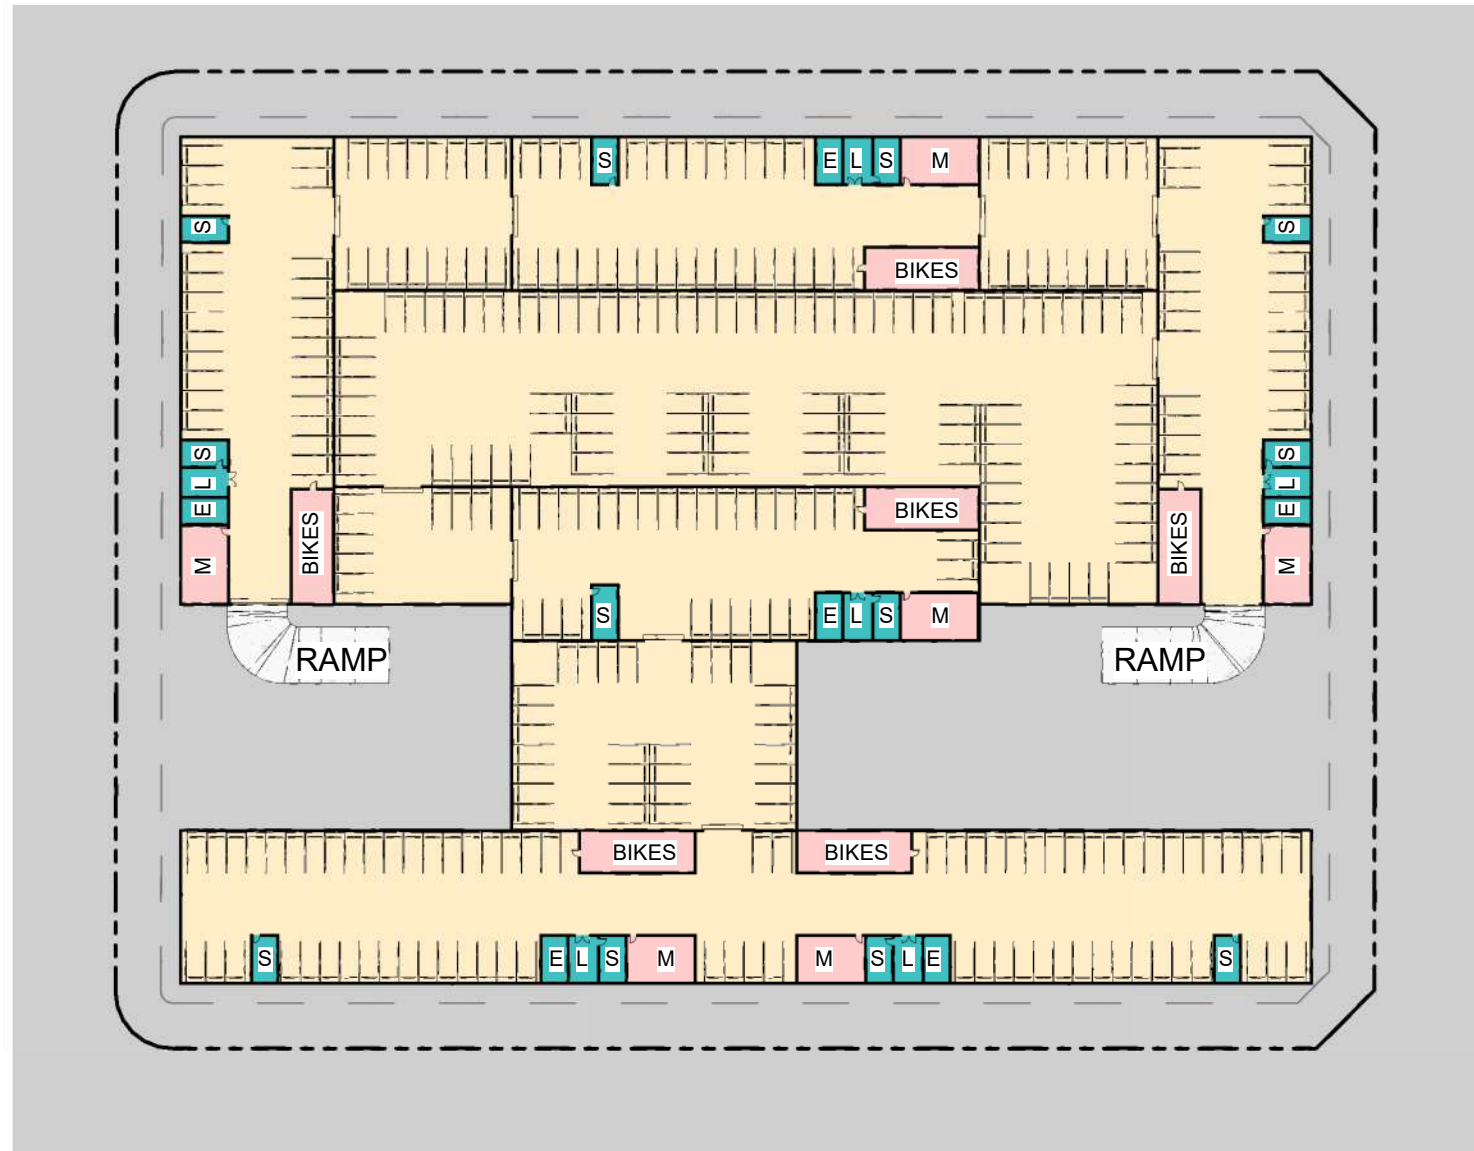 S E L S M
S S
BIKES
S S
L BIKES L
E E
BIKES BIKES
M M
S E L S M
RAMP RAMP
BIKES BIKES
S E L S M M S L E S